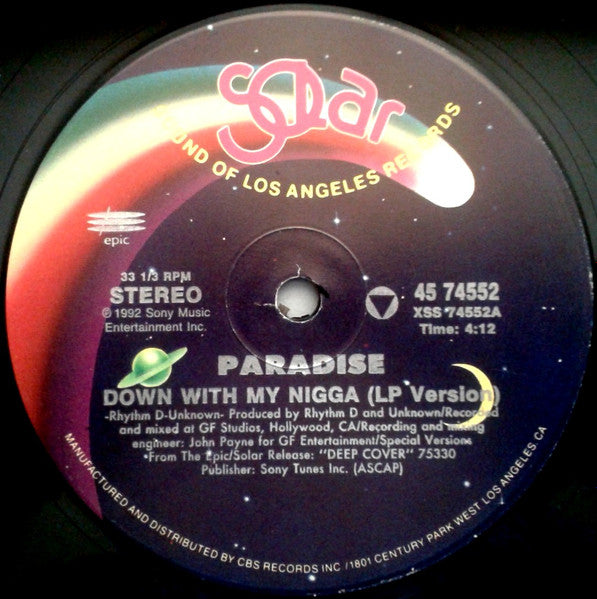 Solar
SOUND OF LOS ANGELES RECORDS
epic
33 1/3 RPM
STEREO
℗ 1992 Sony Music
Entertainment Inc.
45 74552
XSS 74552A
Time: 4:12
PARADISE
DOWN WITH MY NIGGA (LP Version)
-Rhythm D-Unknown- Produced by Rhythm D and Unknown/Recorded
and mixed at GF Studios, Hollywood, CA/Recording and mixing
engineer: John Payne for GF Entertainment/Special Versions
*From The Epic/Solar Release: "DEEP COVER" 75330
Publisher: Sony Tunes Inc. (ASCAP)
MANUFACTURED AND DISTRIBUTED BY CBS RECORDS INC /1801 CENTURY PARK WEST LOS ANGELES, CA